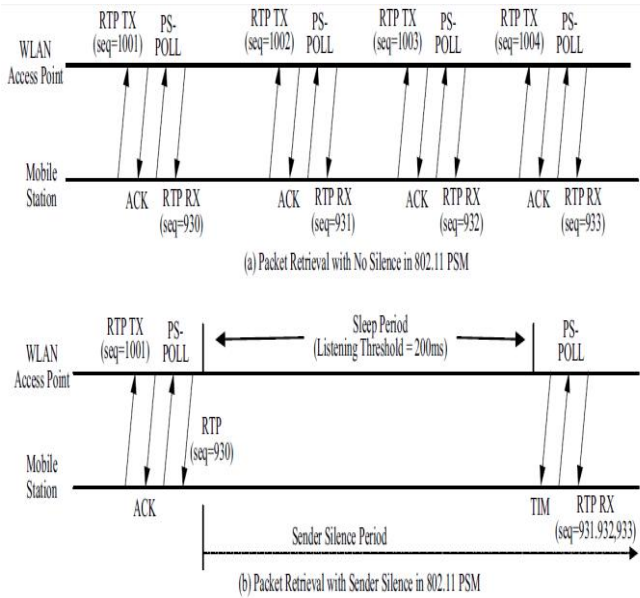 RTP TX
(seq=1001)
PS-
POLL
RTP TX
(seq=1002)
PS-
POLL
RTP TX
(seq=1003)
PS-
POLL
RTP TX
(seq=1004)
PS-
POLL
WLAN
Access Point
Mobile
Station
ACK
RTP RX
(seq=930)
ACK
RTP RX
(seq=931)
ACK
RTP RX
(seq=932)
ACK
RTP RX
(seq=933)
(a) Packet Retrieval with No Silence in 802.11 PSM
RTP TX
(seq=1001)
PS-
POLL
Sleep Period
(Listening Threshold = 200ms)
PS-
POLL
WLAN
Access Point
RTP
(seq=930)
Mobile
Station
ACK
TIM
RTP RX
(seq=931.932,933)
Sender Silence Period
(b) Packet Retrieval with Sender Silence in 802.11 PSM